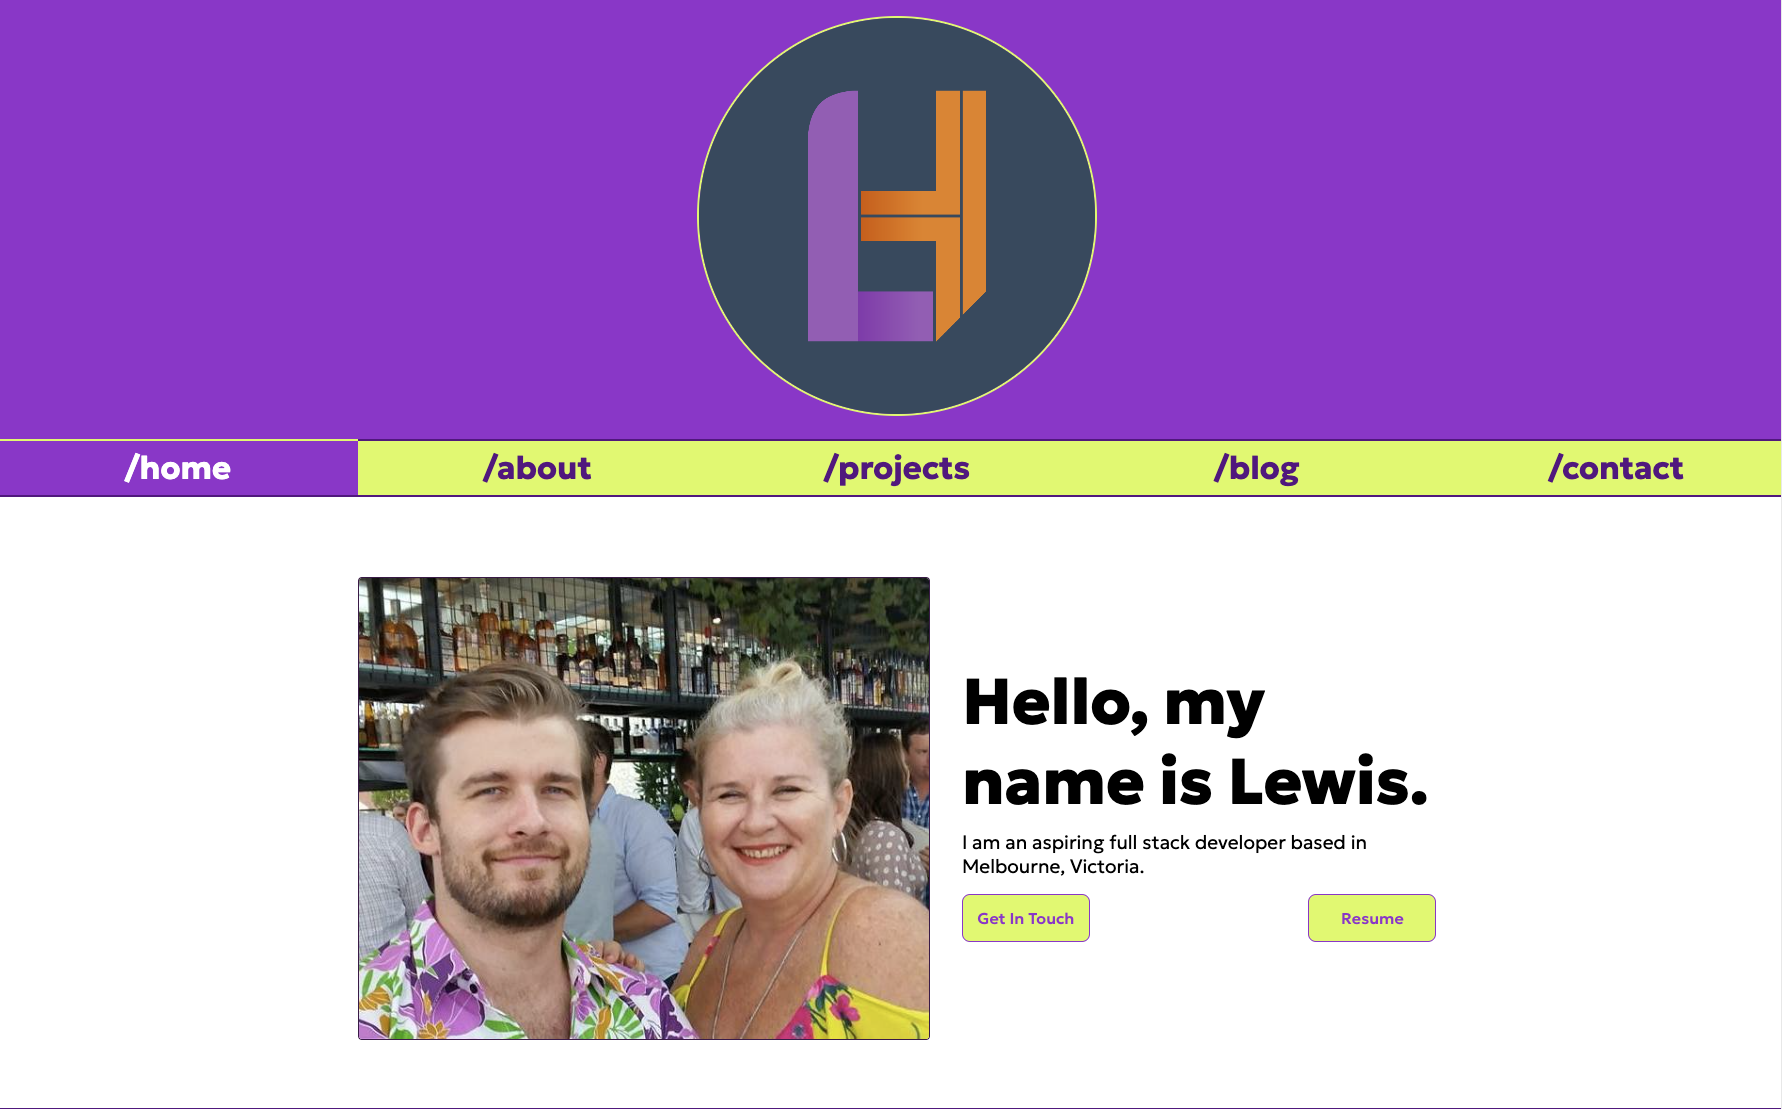 /home
/about
/projects
/blog
/contact
Hello, my
name is Lewis.
I am an aspiring full stack developer based in
Melbourne, Victoria.
Get In Touch
Resume